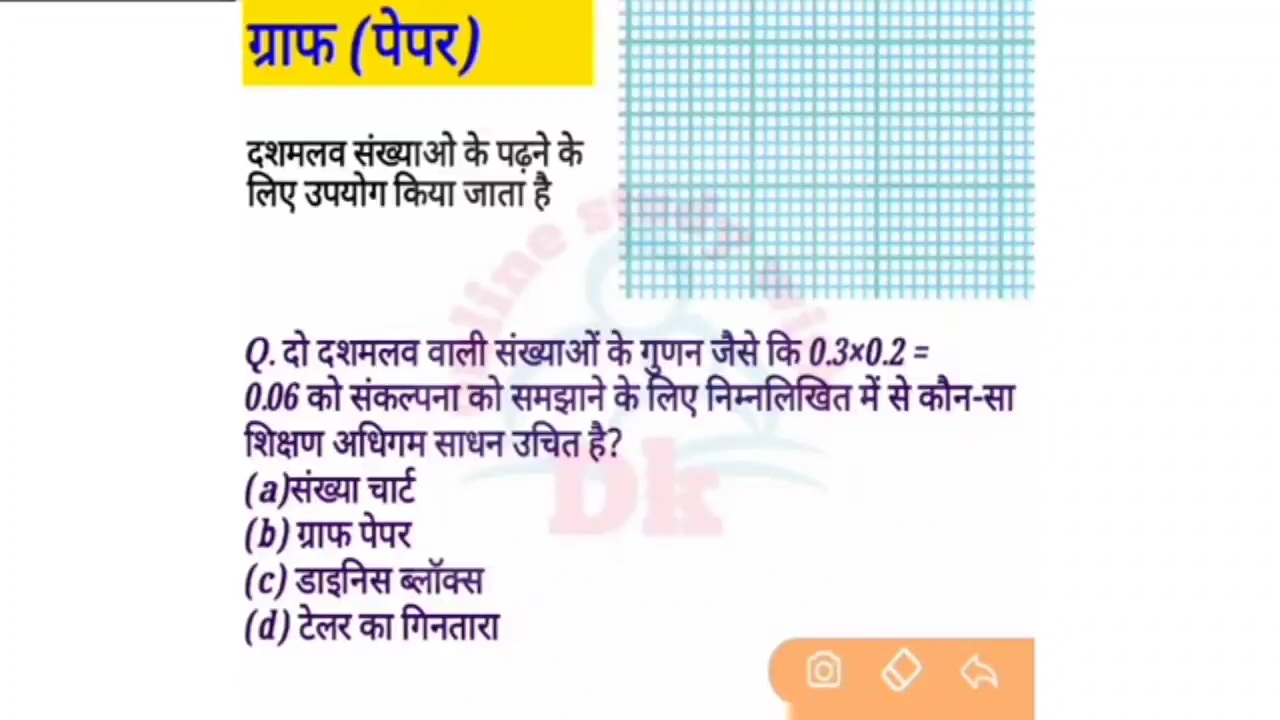 ग्राफ (पेपर)
दशमलव संख्याओ के पढ़ने के
लिए उपयोग किया जाता है
Q. दो दशमलव वाली संख्याओं के गुणन जैसे कि 0.3×0.2 =
0.06 को संकल्पना को समझाने के लिए निम्नलिखित में से कौन-सा
शिक्षण अधिगम साधन उचित है?
(a)संख्या चार्ट
(b) ग्राफ पेपर
(c) डाइनिस ब्लॉक्स
(d) टेलर का गिनतारा
Dk